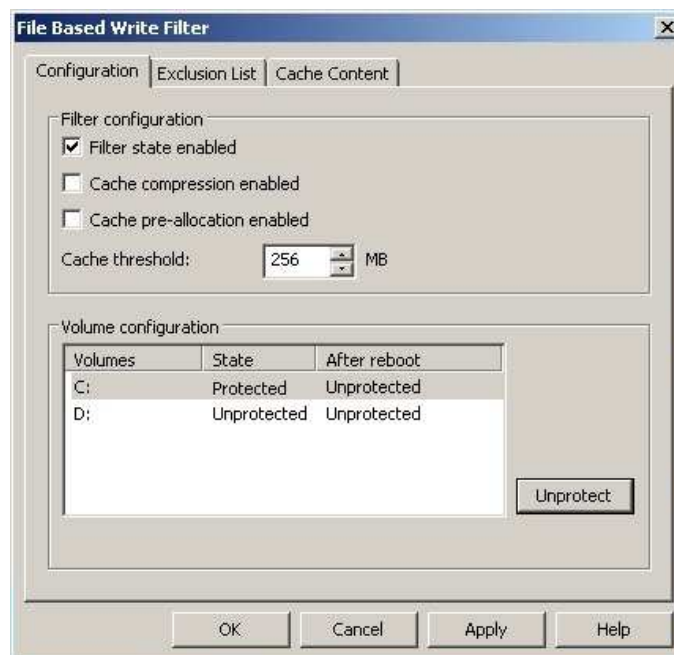 File Based Write Filter
Configuration Exclusion List Cache Content
Filter configuration
Filter state enabled
Cache compression enabled
Cache pre-allocation enabled
Cache threshold: 256 MB
Volume configuration
Volumes State After reboot
C: Protected Unprotected
D: Unprotected Unprotected
Unprotect
OK Cancel Apply Help